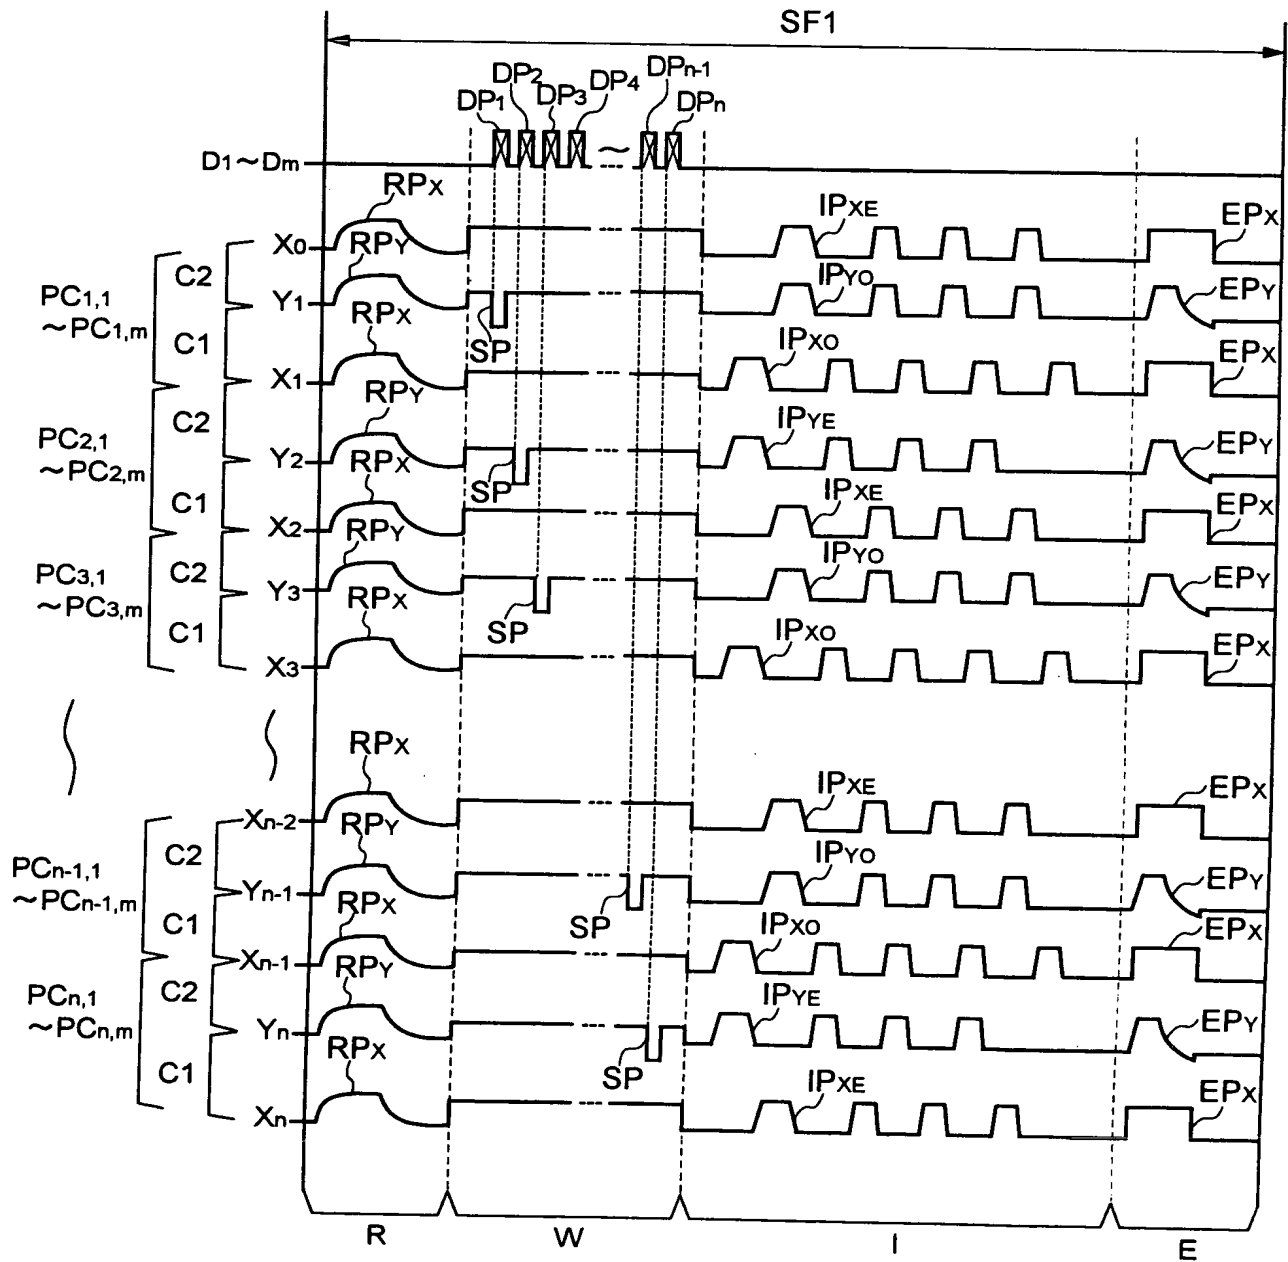 SF1
DP1 DP2 DP3 DP4 DPn-1 DPn
D1~Dm
RPX
X0 IPXE EPX
C2 RPY
PC1,1 ~PC1,m
Y1 SP IPYO EPY
C1 RPX
X1 IPXO EPX
C2 RPY
PC2,1 ~PC2,m
Y2 SP IPYE EPY
C1 RPX
X2 IPXE EPX
C2 RPY
PC3,1 ~PC3,m
Y3 SP IPYO EPY
C1 RPX
X3 IPXO EPX
RPX
Xn-2 IPXE EPX
C2 RPY
PCn-1,1 ~PCn-1,m
Yn-1 SP IPYO EPY
C1 RPX
Xn-1 IPXO EPX
C2 RPY
PCn,1 ~PCn,m
Yn SP IPYE EPY
C1 RPX
Xn IPXE EPX
R W I E